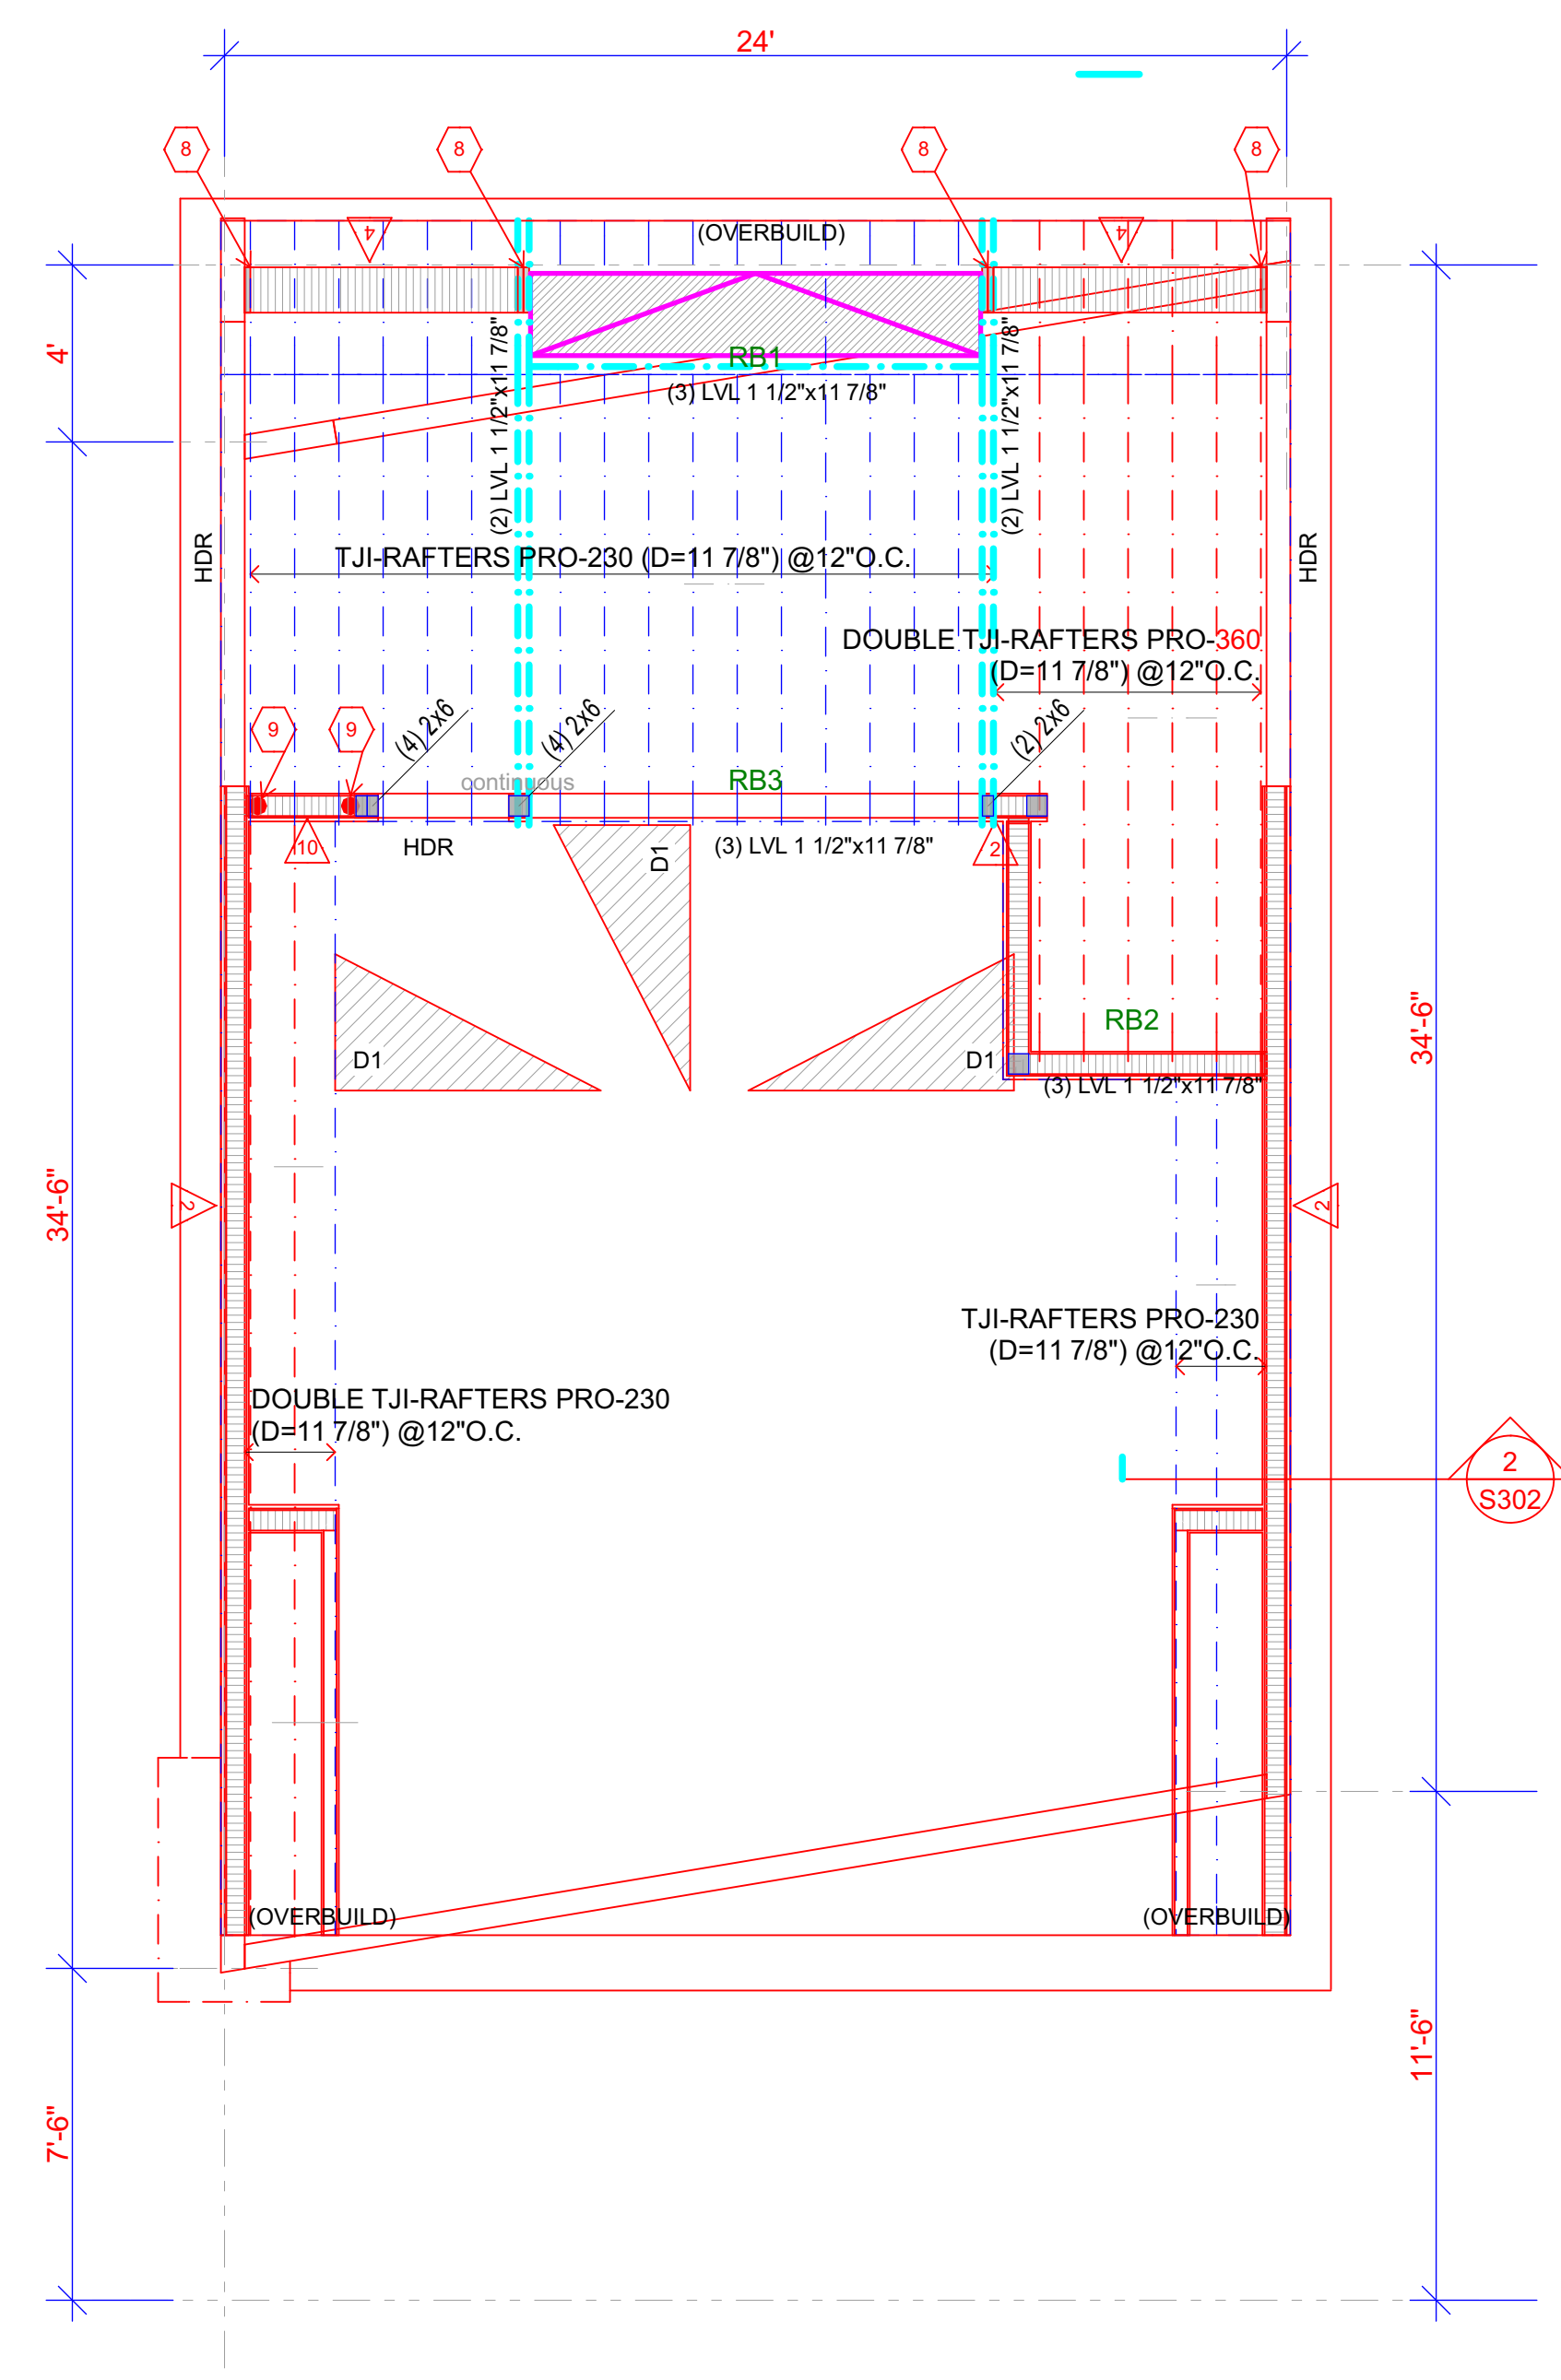 24'
8
8
8
8
(OVERBUILD)
4
4
4'
RB1
(3) LVL 1 1/2"x11 7/8"
(2) LVL 1 1/2"x11 7/8"
(2) LVL 1 1/2"x11 7/8"
HDR
HDR
TJI-RAFTERS PRO-230 (D=11 7/8") @12"O.C.
DOUBLE TJI-RAFTERS PRO-360
(D=11 7/8") @12"O.C.
9
9
(4) 2x6
(4) 2x6
(2) 2x6
continuous
RB3
10
HDR
D1
(3) LVL 1 1/2"x11 7/8"
2
D1
D1
RB2
(3) LVL 1 1/2"x11 7/8"
34'-6"
34'-6"
2
2
TJI-RAFTERS PRO-230
(D=11 7/8") @12"O.C.
DOUBLE TJI-RAFTERS PRO-230
(D=11 7/8") @12"O.C.
2
S302
(OVERBUILD)
(OVERBUILD)
7'-6"
11'-6"